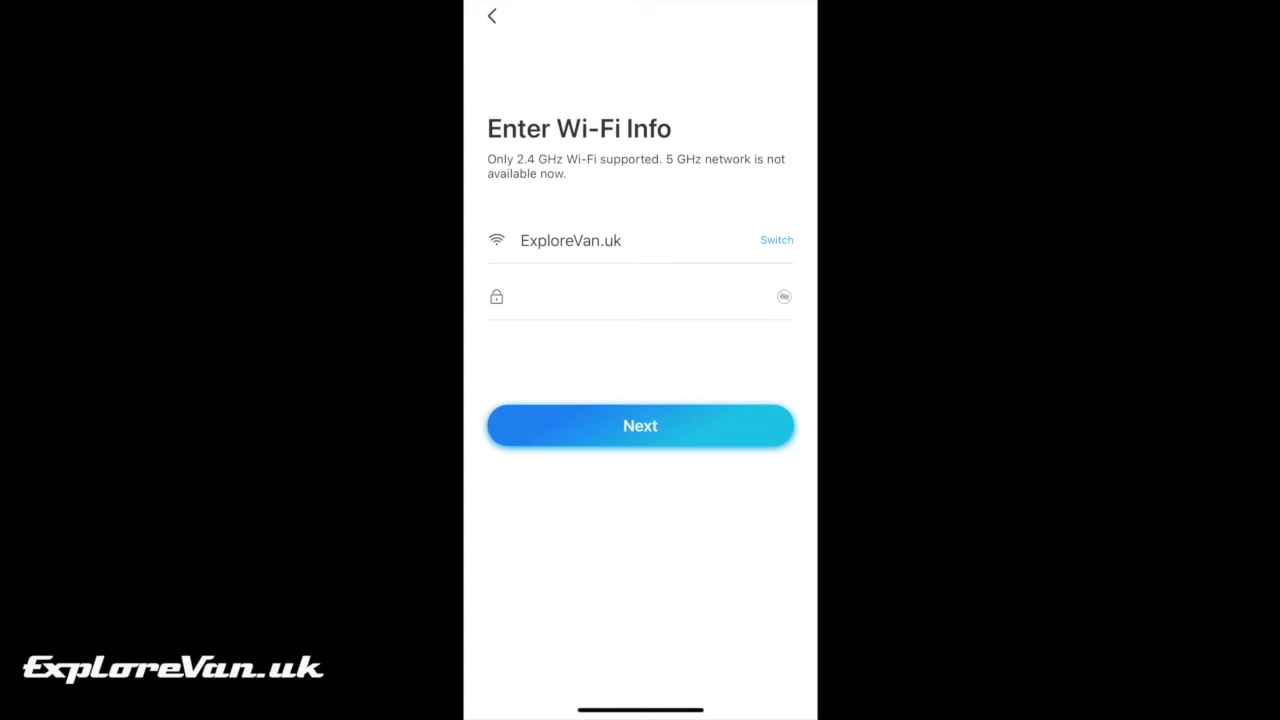 Enter Wi-Fi Info
Only 2.4 GHz Wi-Fi supported. 5 GHz network is not
available now.
ExploreVan.uk
Switch
Next
ExpLoreVan.uk